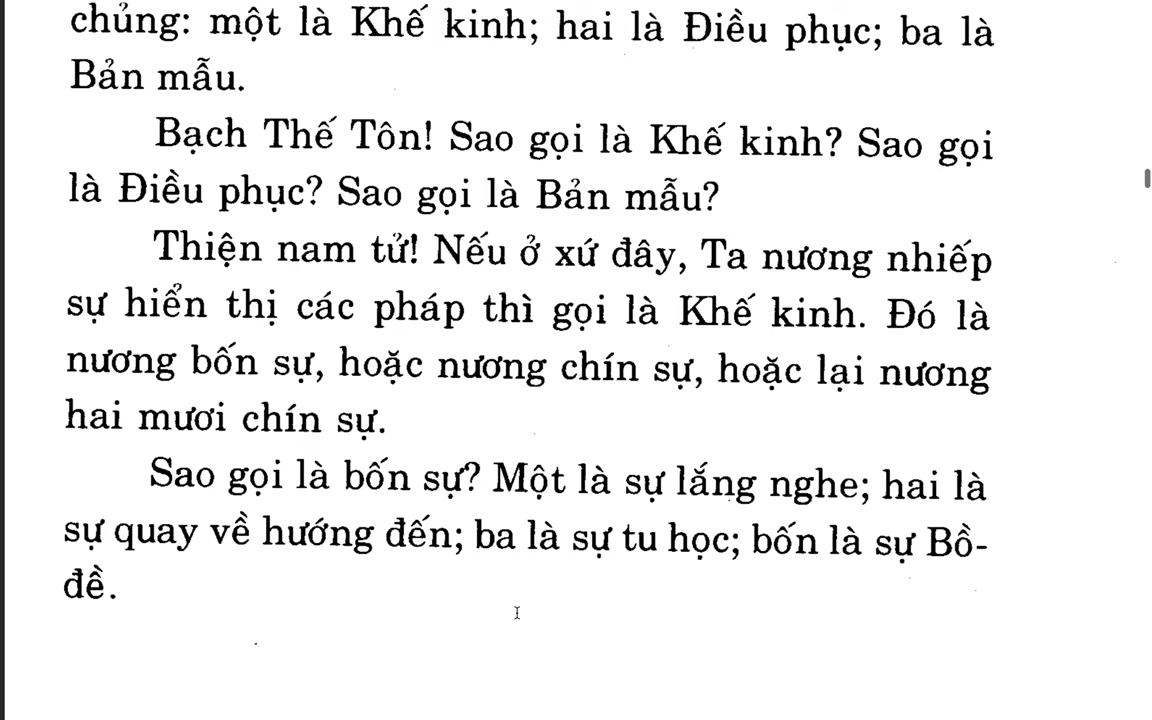 chủng: một là Khế kinh; hai là Điều phục; ba là
Bản mẫu.
Bạch Thế Tôn! Sao gọi là Khế kinh? Sao gọi
là Điều phục? Sao gọi là Bản mẫu?
Thiện nam tử! Nếu ở xứ đây, Ta nương nhiếp
sự hiển thị các pháp thì gọi là Khế kinh. Đó là
nương bốn sự, hoặc nương chín sự, hoặc lại nương
hai mươi chín sự.
Sao gọi là bốn sự? Một là sự lắng nghe; hai là
sự quay về hướng đến; ba là sự tu học; bốn là sự Bồ-
đề.